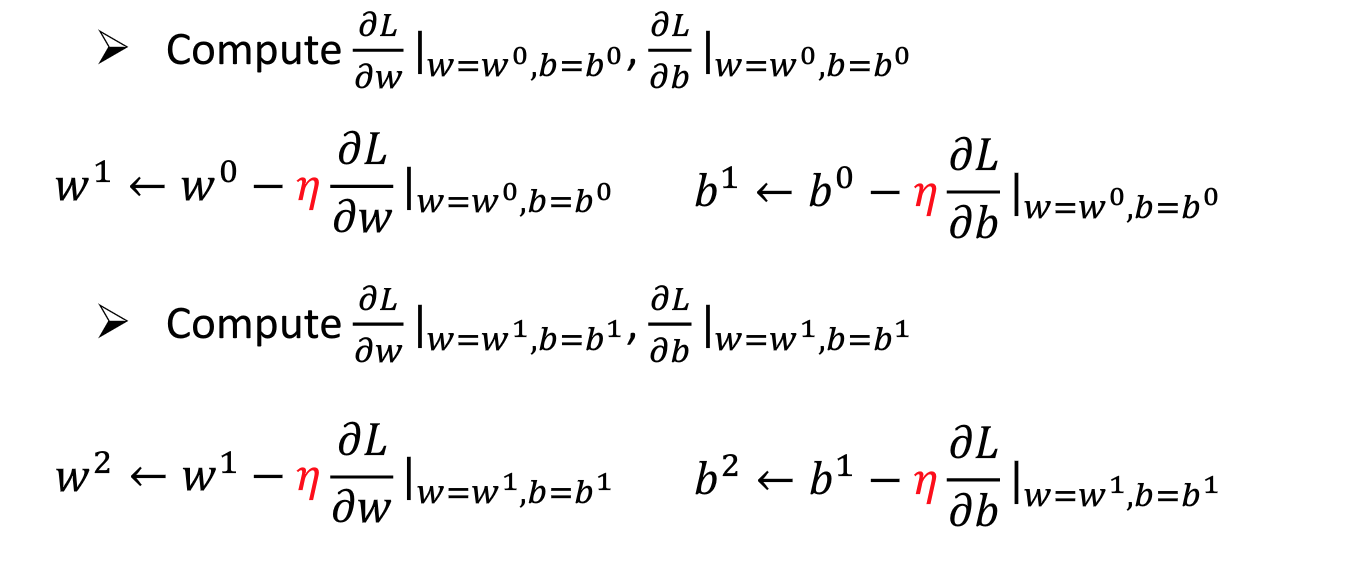 ➢ Compute ∂L/∂w |w=w⁰,b=b⁰, ∂L/∂b |w=w⁰,b=b⁰
w¹ ← w⁰ − η ∂L/∂w |w=w⁰,b=b⁰ b¹ ← b⁰ − η ∂L/∂b |w=w⁰,b=b⁰
➢ Compute ∂L/∂w |w=w¹,b=b¹, ∂L/∂b |w=w¹,b=b¹
w² ← w¹ − η ∂L/∂w |w=w¹,b=b¹ b² ← b¹ − η ∂L/∂b |w=w¹,b=b¹